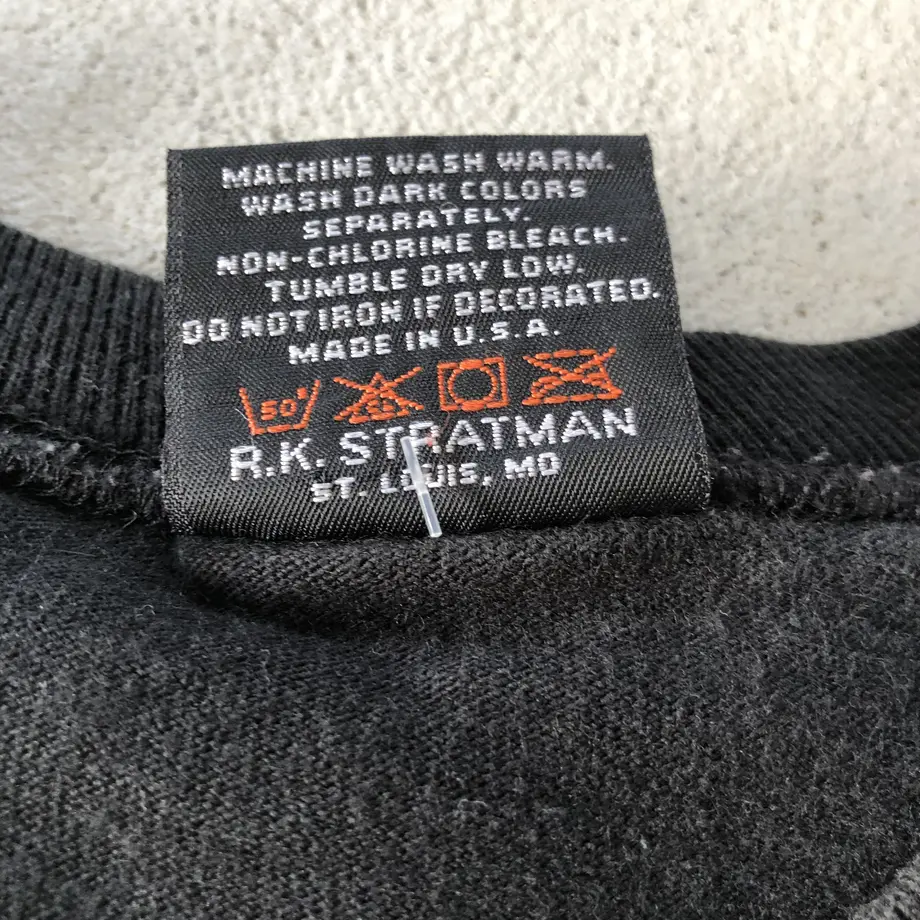 MACHINE WASH WARM.
WASH DARK COLORS
SEPARATELY.
NON-CHLORINE BLEACH.
TUMBLE DRY LOW.
DO NOT IRON IF DECORATED.
MADE IN U.S.A.
50°
R.K. STRATMAN
ST. LOUIS, MO